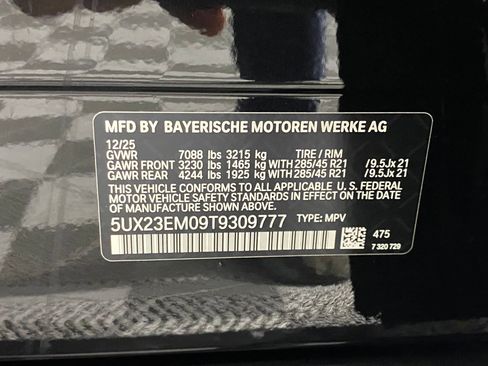 MFD BY BAYERISCHE MOTOREN WERKE AG
12/25
GVWR 7088 lbs 3215 kg TIRE / RIM
GAWR FRONT 3230 lbs 1465 kg WITH 285/45 R21 /9.5Jx 21
GAWR REAR 4244 lbs 1925 kg WITH 285/45 R21 /9.5Jx 21
THIS VEHICLE CONFORMS TO ALL APPLICABLE U. S. FEDERAL
MOTOR VEHICLE SAFETY AND THEFT PREVENTION STANDARDS
IN EFFECT ON THE DATE OF MANUFACTURE SHOWN ABOVE.
5UX23EM09T9309777 TYPE: MPV
475
7 320 729